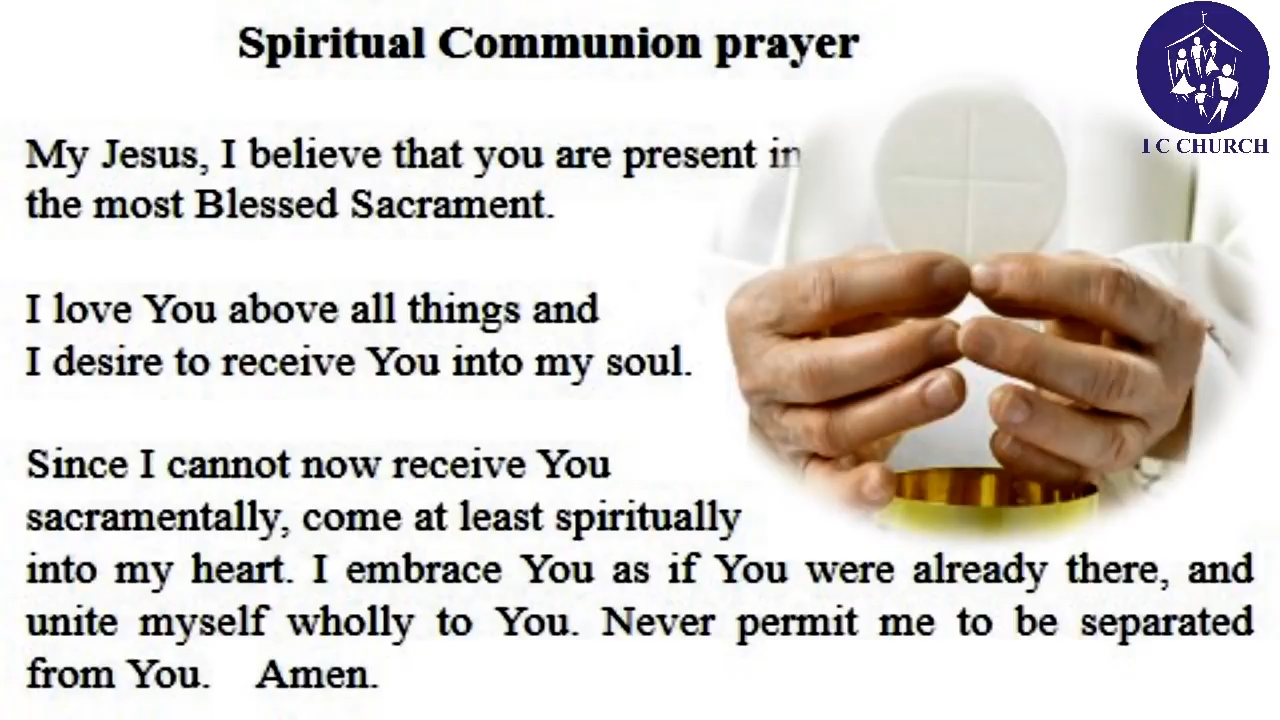 Spiritual Communion prayer
I C CHURCH
My Jesus, I believe that you are present in
the most Blessed Sacrament.
I love You above all things and
I desire to receive You into my soul.
Since I cannot now receive You
sacramentally, come at least spiritually
into my heart. I embrace You as if You were already there, and
unite myself wholly to You. Never permit me to be separated
from You. Amen.